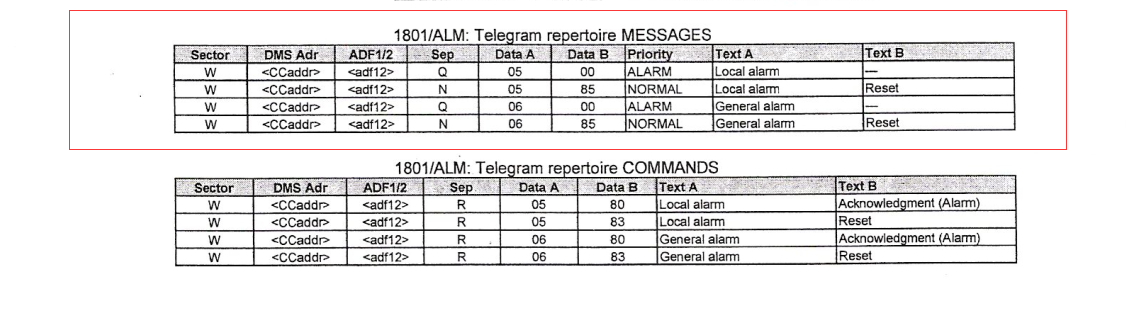 1801/ALM: Telegram repertoire MESSAGES
Sector DMS Adr ADF1/2 Sep Data A Data B Priority Text A Text B
W <CCaddr> <adf12> Q 05 00 ALARM Local alarm —
W <CCaddr> <adf12> N 05 85 NORMAL Local alarm Reset
W <CCaddr> <adf12> Q 06 00 ALARM General alarm —
W <CCaddr> <adf12> N 06 85 NORMAL General alarm Reset
1801/ALM: Telegram repertoire COMMANDS
Sector DMS Adr ADF1/2 Sep Data A Data B Text A Text B
W <CCaddr> <adf12> R 05 80 Local alarm Acknowledgment (Alarm)
W <CCaddr> <adf12> R 05 83 Local alarm Reset
W <CCaddr> <adf12> R 06 80 General alarm Acknowledgment (Alarm)
W <CCaddr> <adf12> R 06 83 General alarm Reset